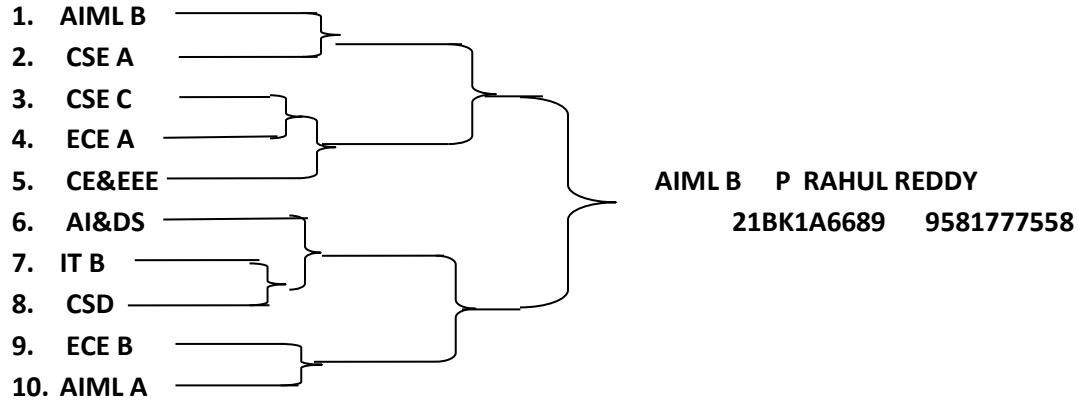 1. AIML B
2. CSE A
3. CSE C
4. ECE A
5. CE&EEE
6. AI&DS
7. IT B
8. CSD
9. ECE B
10. AIML A
AIML B P RAHUL REDDY
21BK1A6689 9581777558